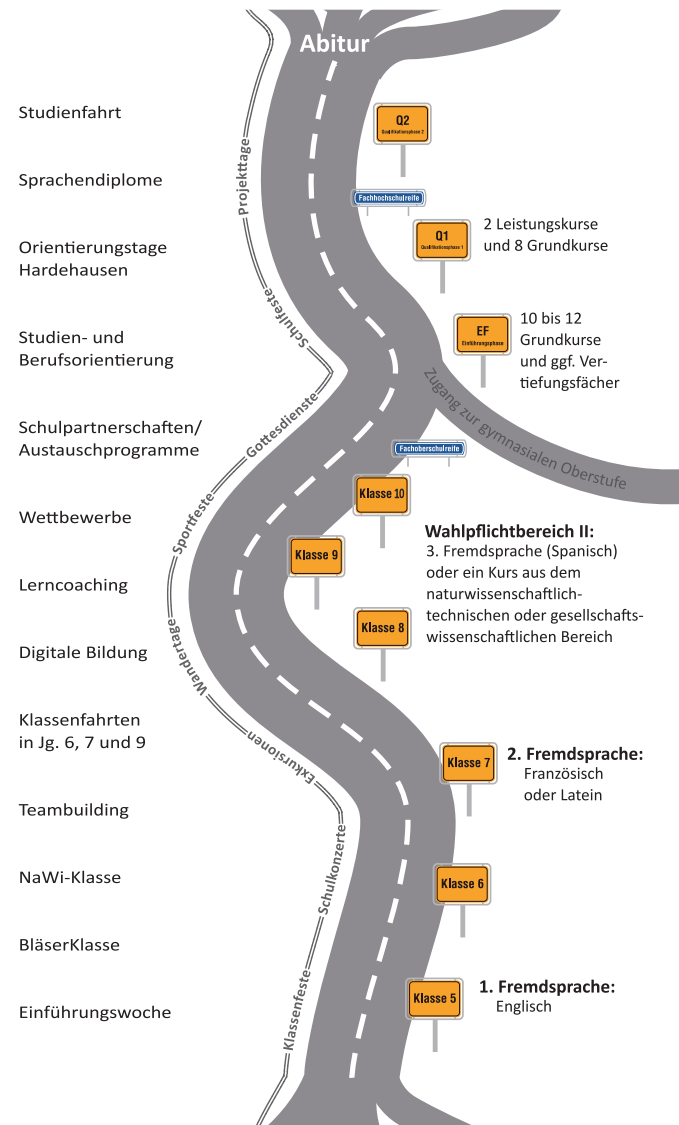 Abitur
Studienfahrt
Sprachendiplome
Orientierungstage
Hardehausen
Studien- und
Berufsorientierung
Schulpartnerschaften/
Austauschprogramme
Wettbewerbe
Lerncoaching
Digitale Bildung
Klassenfahrten
in Jg. 6, 7 und 9
Teambuilding
NaWi-Klasse
BläserKlasse
Einführungswoche
Projekttage
Schulfeste
Gottesdienste
Sportfeste
Wandertage
Exkursionen
Schulkonzerte
Klassenfeste
Q2
Qualifikationsphase 2
Fachhochschulreife
Q1
Qualifikationsphase 1
2 Leistungskurse
und 8 Grundkurse
EF
Einführungsphase
10 bis 12
Grundkurse
und ggf. Ver-
tiefungsfächer
Zugang zur gymnasialen Oberstufe
Fachoberschulreife
Klasse 10
Klasse 9
Wahlpflichtbereich II:
3. Fremdsprache (Spanisch)
oder ein Kurs aus dem
naturwissenschaftlich-
technischen oder gesellschafts-
wissenschaftlichen Bereich
Klasse 8
Klasse 7
2. Fremdsprache:
Französisch
oder Latein
Klasse 6
Klasse 5
1. Fremdsprache:
Englisch